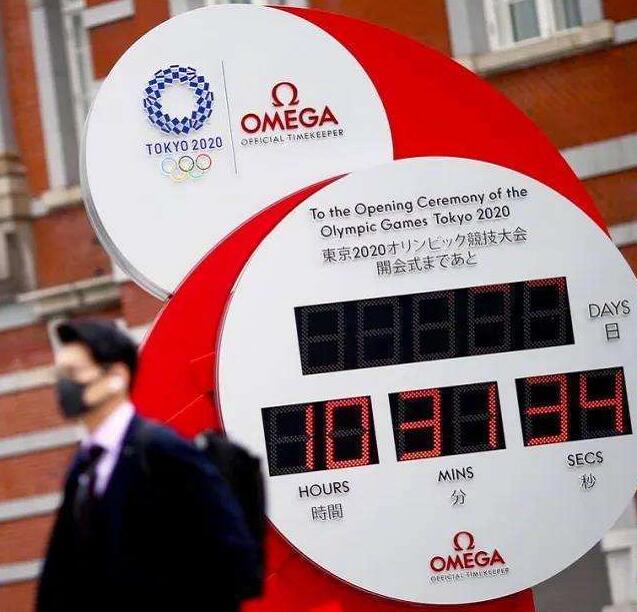 TOKYO 2020
Ω
OMEGA
OFFICIAL TIMEKEEPER
To the Opening Ceremony of the
Olympic Games Tokyo 2020
東京2020オリンピック競技大会
開会式まであと
DAYS
日
10 31 34
HOURS MINS SECS
時間 分 秒
Ω
OMEGA
OFFICIAL TIMEKEEPER